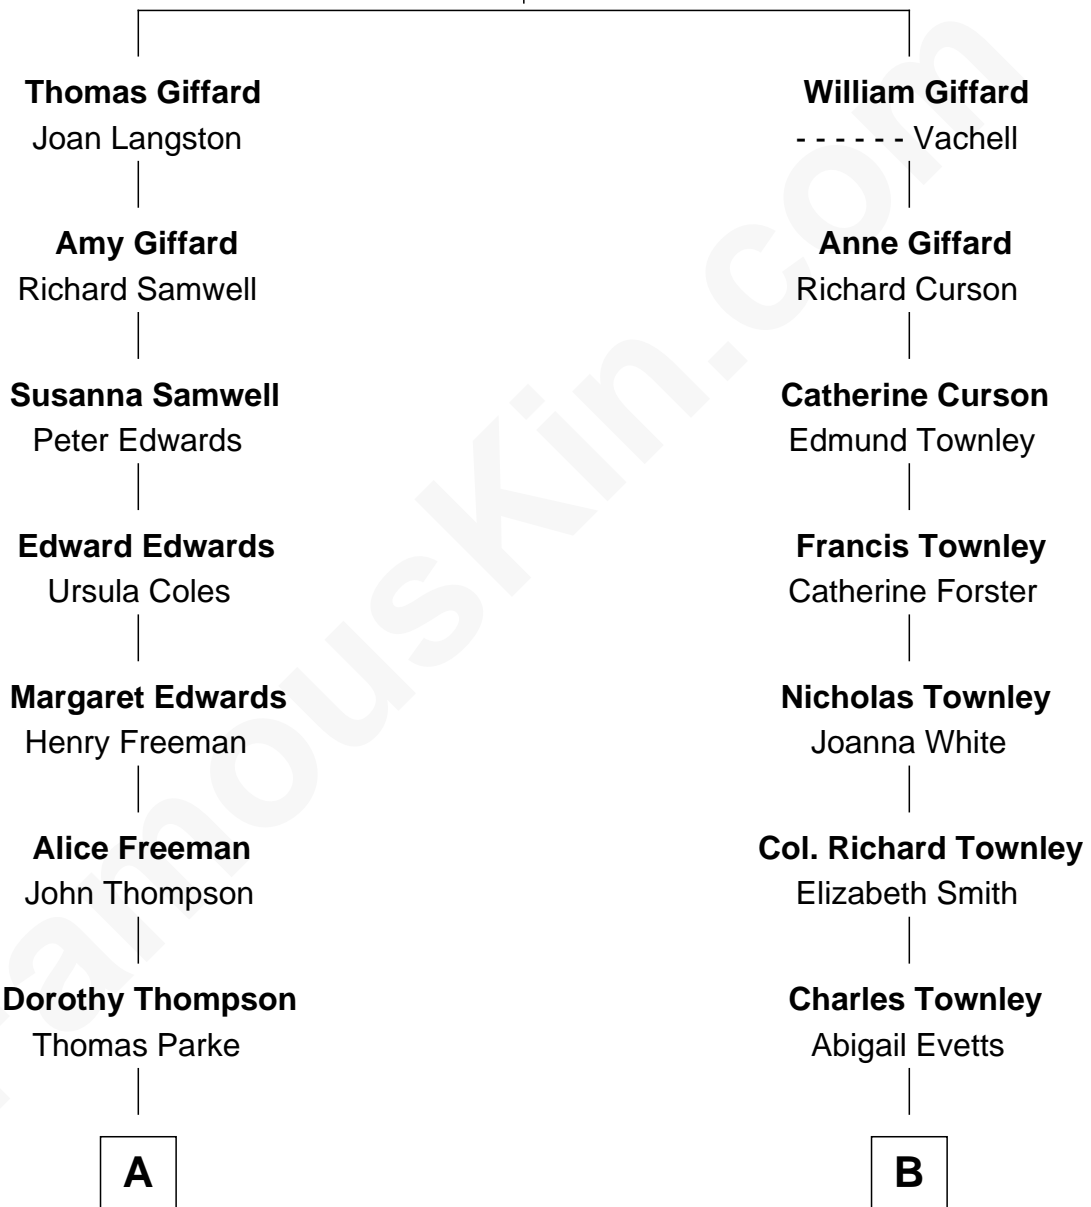 Thomas Giffard
Joan Langston
Amy Giffard
Richard Samwell
Susanna Samwell
Peter Edwards
Edward Edwards
Ursula Coles
Margaret Edwards
Henry Freeman
Alice Freeman
John Thompson
Dorothy Thompson
Thomas Parke
A
William Giffard
- - - - - - Vachell
Anne Giffard
Richard Curson
Catherine Curson
Edmund Townley
Francis Townley
Catherine Forster
Nicholas Townley
Joanna White
Col. Richard Townley
Elizabeth Smith
Charles Townley
Abigail Evetts
B
FamousKin.com